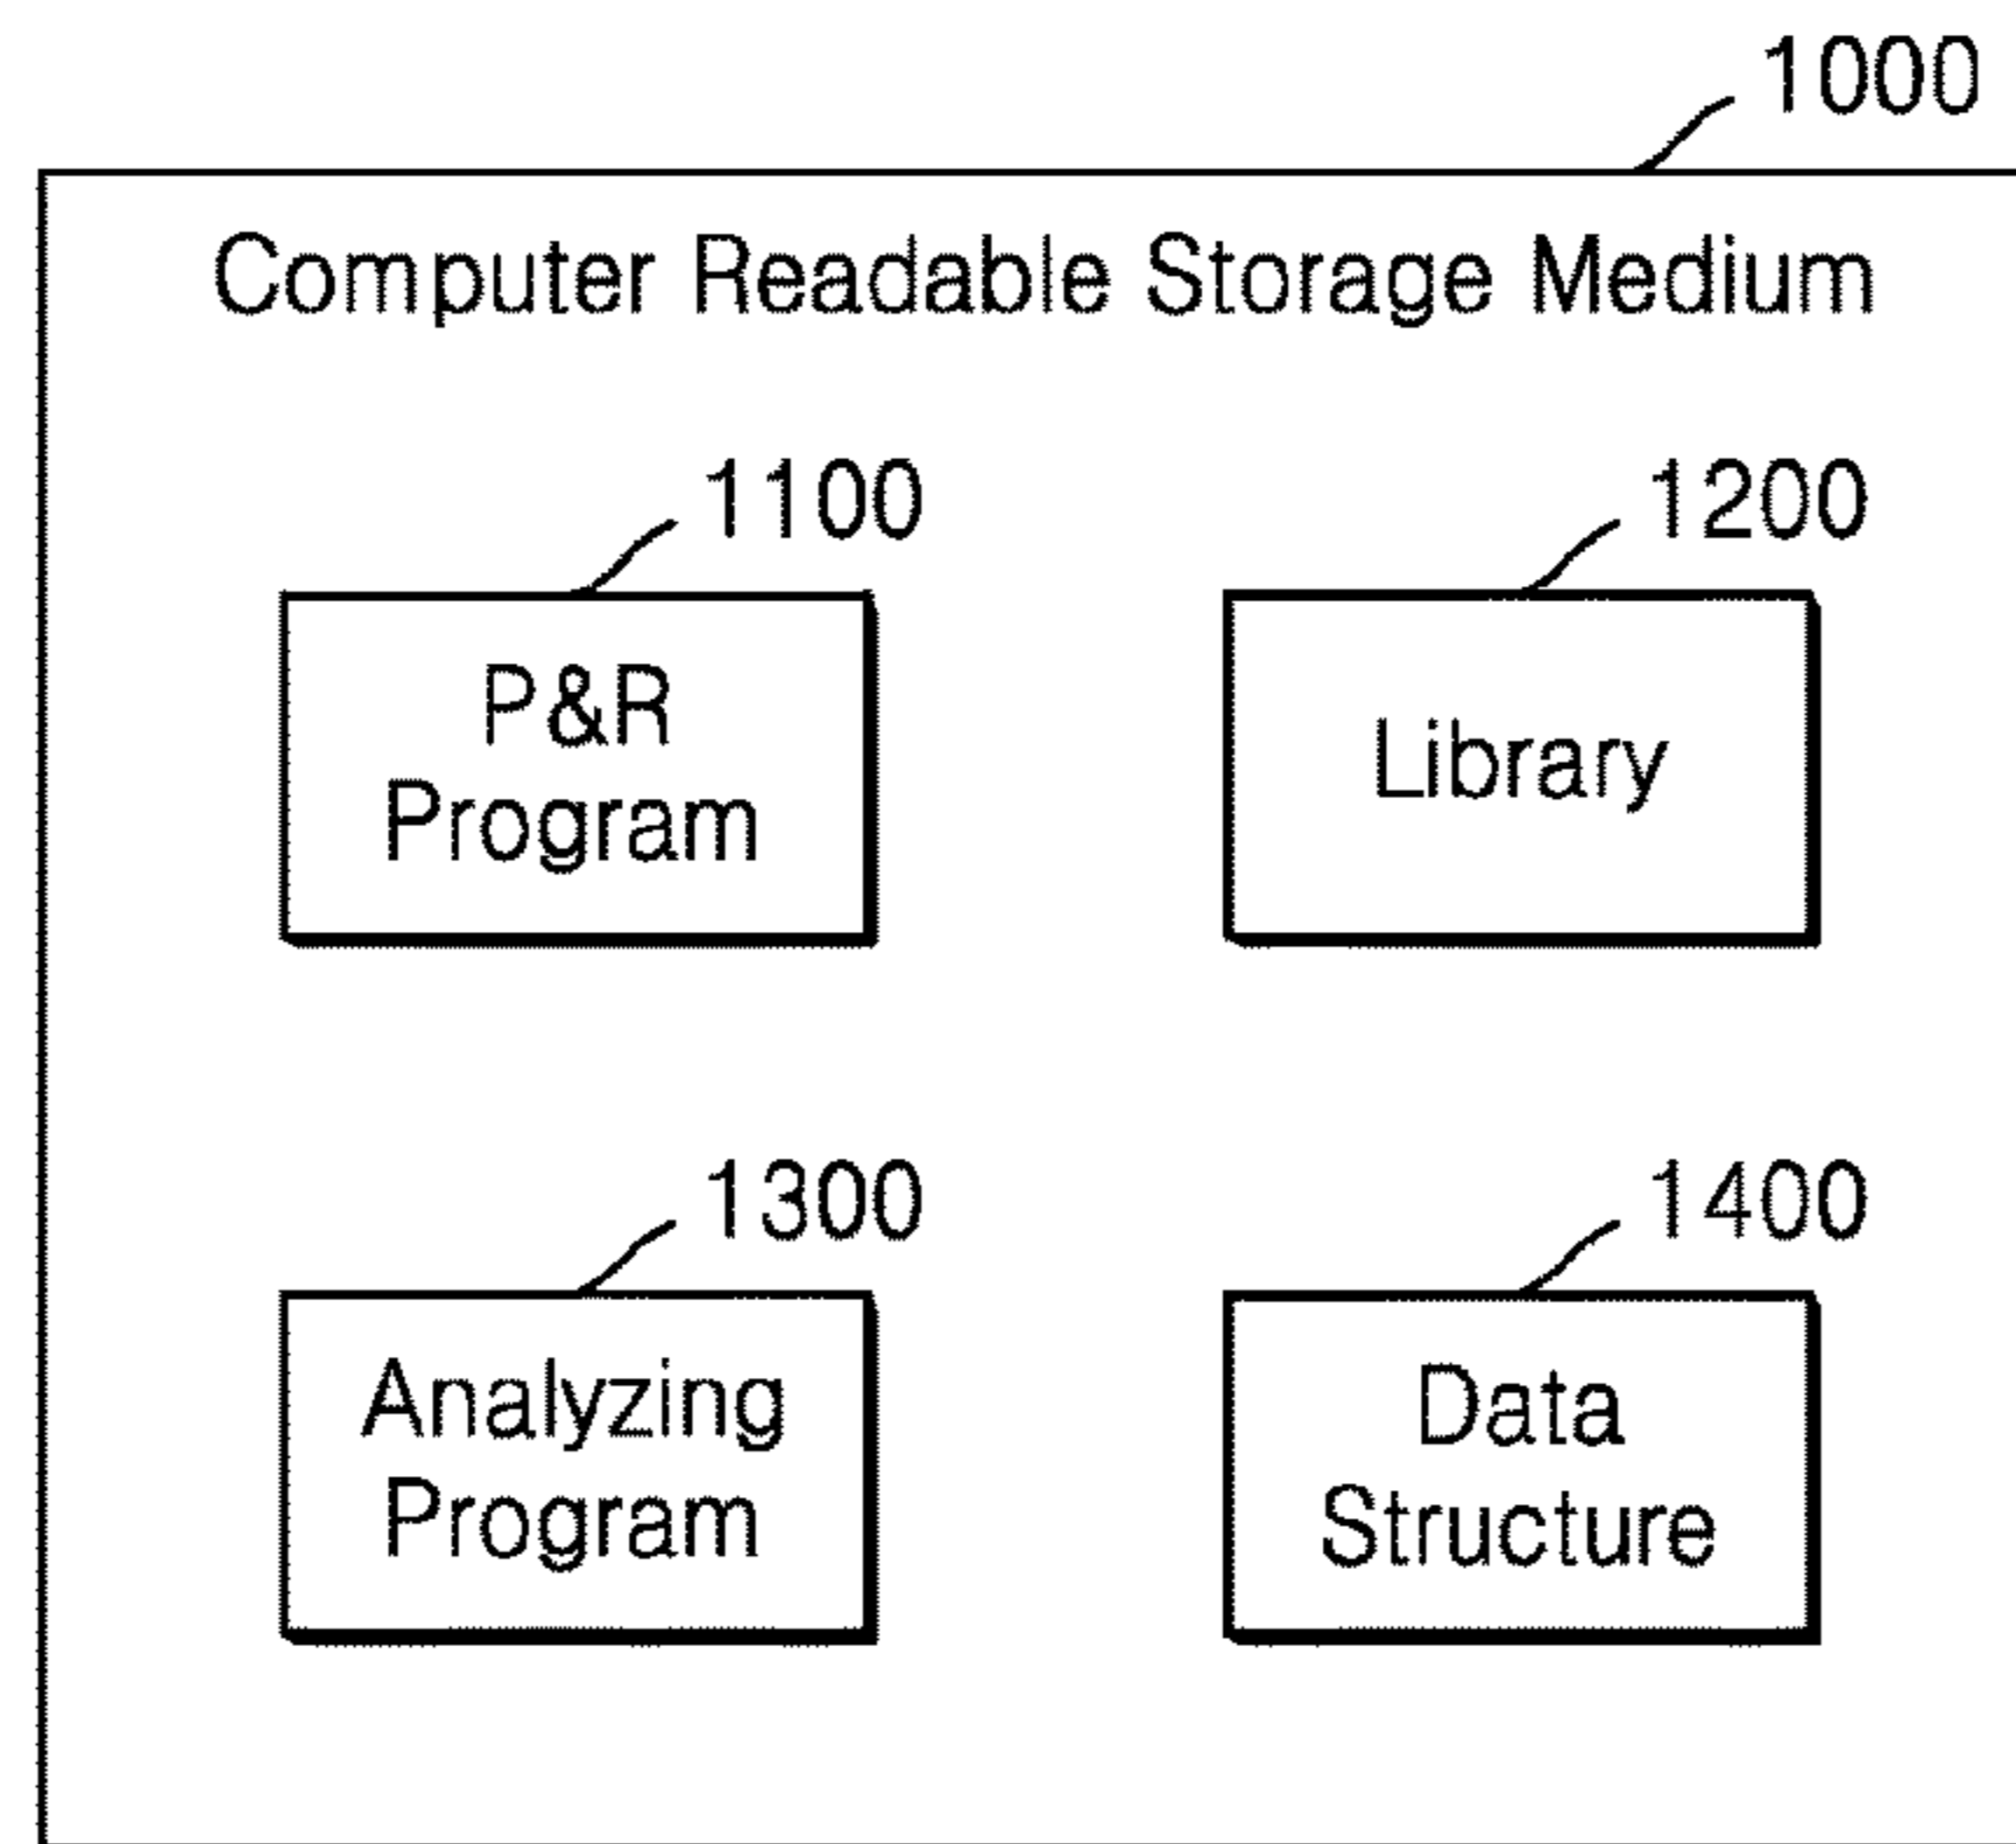 1000
Computer Readable Storage Medium
1100
1200
P&R
Program
Library
1300
1400
Analyzing
Program
Data
Structure